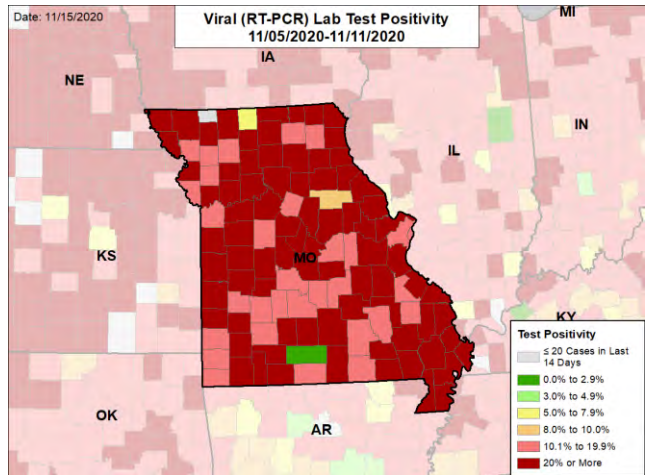 Date: 11/15/2020
Viral (RT-PCR) Lab Test Positivity
11/05/2020-11/11/2020
MI
IA
NE
IN
IL
KS
MO
KY
OK
AR
Test Positivity
≤ 20 Cases in Last
14 Days
0.0% to 2.9%
3.0% to 4.9%
5.0% to 7.9%
8.0% to 10.0%
10.1% to 19.9%
20% or More